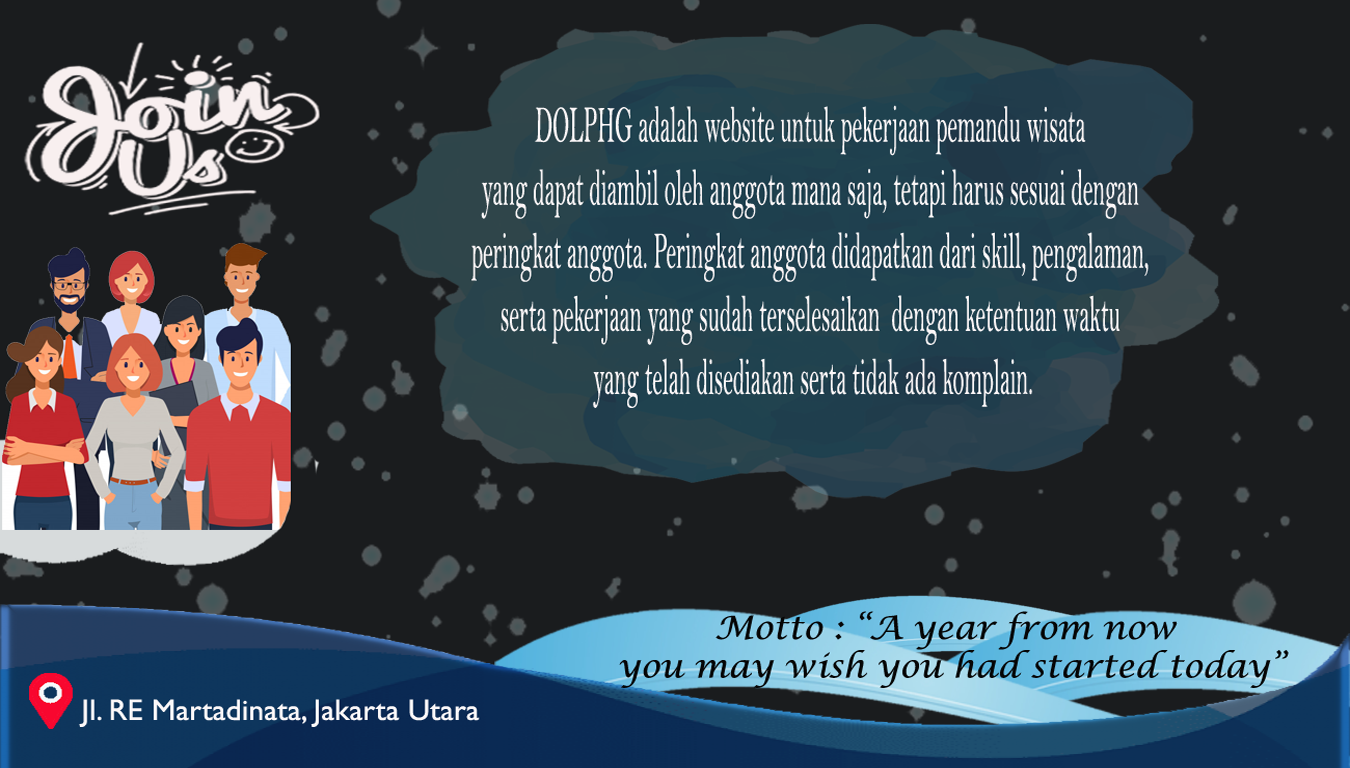 Join
Us
DOLPHG adalah website untuk pekerjaan pemandu wisata
yang dapat diambil oleh anggota mana saja, tetapi harus sesuai dengan
peringkat anggota. Peringkat anggota didapatkan dari skill, pengalaman,
serta pekerjaan yang sudah terselesaikan dengan ketentuan waktu
yang telah disediakan serta tidak ada komplain.
Motto : “A year from now
you may wish you had started today”
Jl. RE Martadinata, Jakarta Utara